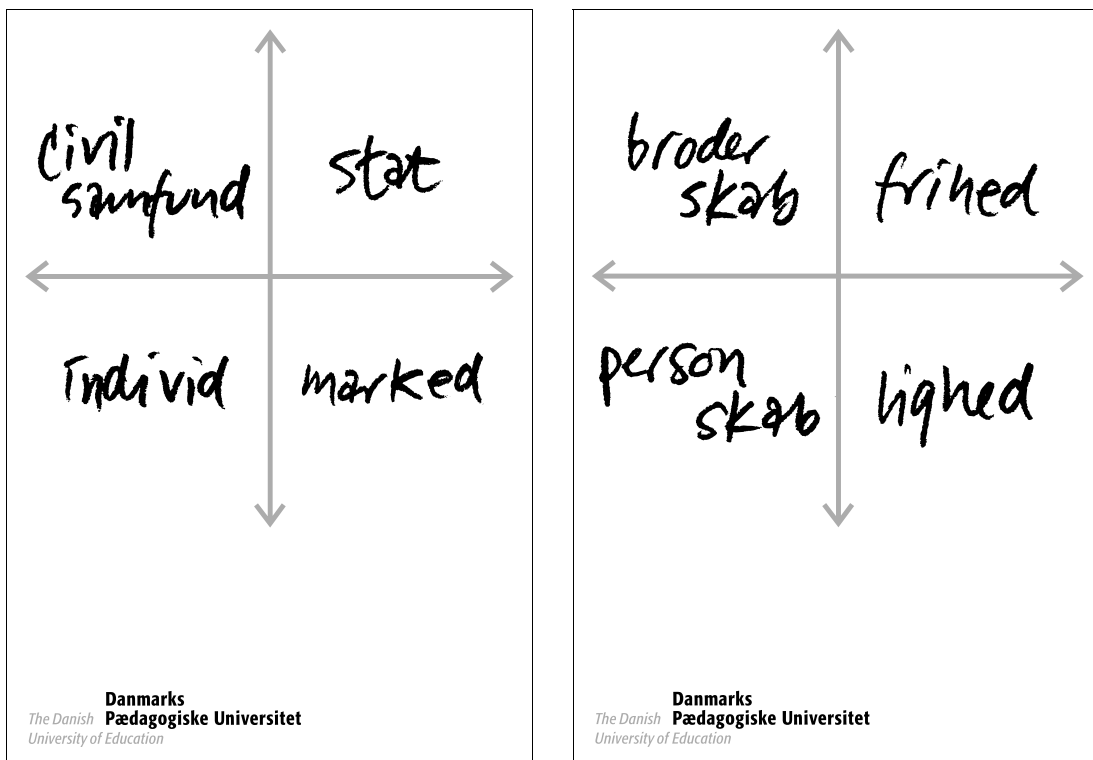 civil
samfund
stat
individ
marked
Danmarks
The Danish Pædagogiske Universitet
University of Education
broder
skab
frihed
person
skab
lighed
Danmarks
The Danish Pædagogiske Universitet
University of Education